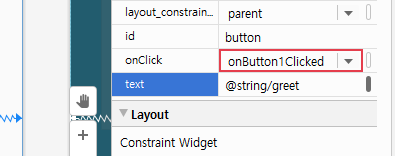 layout_constrain... parent
id button
onClick onButton1Clicked
text @string/greet
Layout
Constraint Widget